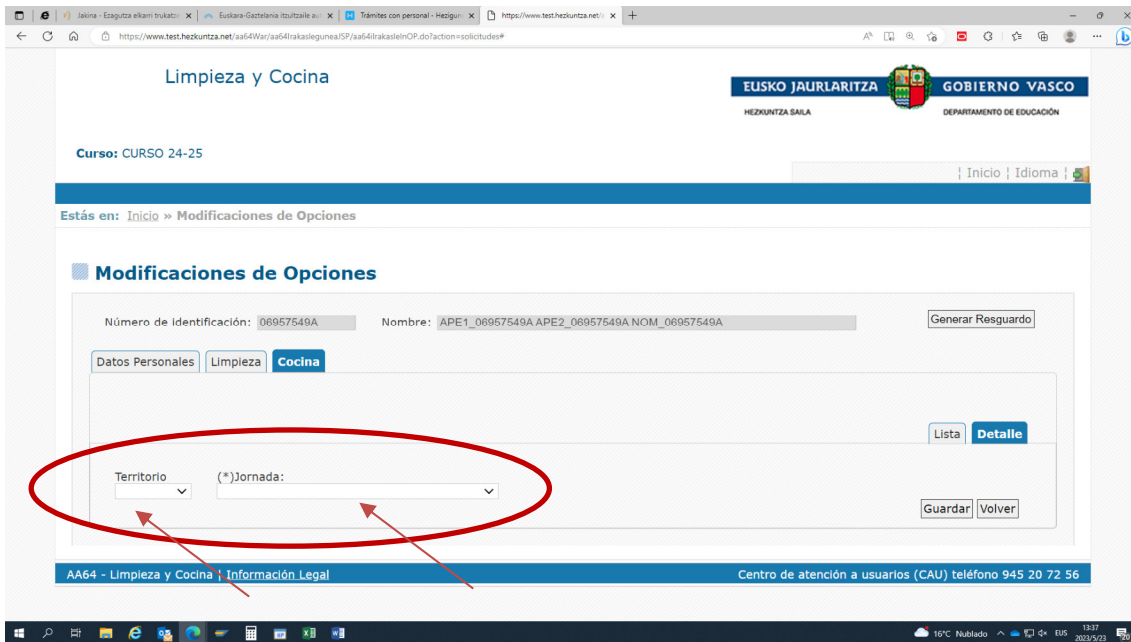 Jakina - Ezagutza elkarri trukatze
Euskara-Gaztelania itzultzaile aut
Trámites con personal - Hezigune
https://www.test.hezkuntza.net/a
https://www.test.hezkuntza.net/aa64War/aa64IrakasleguneaJSP/aa64irakasleInOP.do?action=solicitudes#
Limpieza y Cocina
EUSKO JAURLARITZA
GOBIERNO VASCO
HEZKUNTZA SAILA
DEPARTAMENTO DE EDUCACIÓN
Curso: CURSO 24-25
¦ Inicio ¦ Idioma ¦
Estás en: Inicio » Modificaciones de Opciones
Modificaciones de Opciones
Número de identificación: 06957549A Nombre: APE1_06957549A APE2_06957549A NOM_06957549A Generar Resguardo
Datos Personales Limpieza Cocina
Lista Detalle
Territorio (*)Jornada:
Guardar Volver
AA64 - Limpieza y Cocina ¦ Información Legal Centro de atención a usuarios (CAU) teléfono 945 20 72 56
16°C Nublado EUS 13:37
2023/5/23